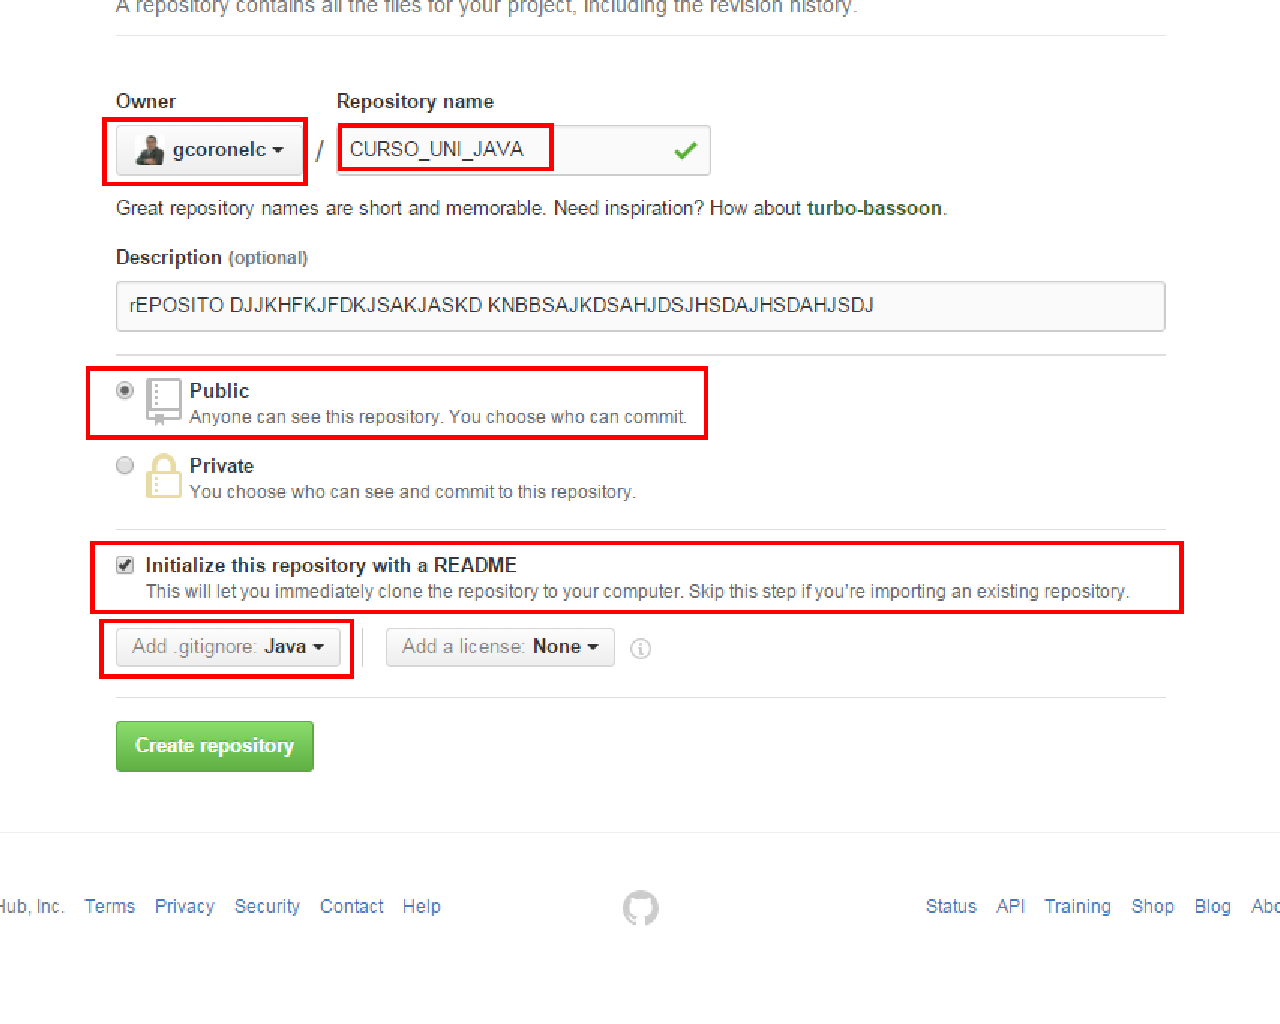 A repository contains all the files for your project, including the revision history.
Owner
Repository name
gcoronelc
/
CURSO_UNI_JAVA
Great repository names are short and memorable. Need inspiration? How about turbo-bassoon.
Description (optional)
rEPOSITO DJJKHFKJFDKJSAKJASKD KNBBSAJKDSAHJDSJHSDAJHSDAHJSDJ
Public
Anyone can see this repository. You choose who can commit.
Private
You choose who can see and commit to this repository.
Initialize this repository with a README
This will let you immediately clone the repository to your computer. Skip this step if you're importing an existing repository.
Add .gitignore: Java
Add a license: None
Create repository
Hub, Inc. Terms Privacy Security Contact Help
Status API Training Shop Blog Abo